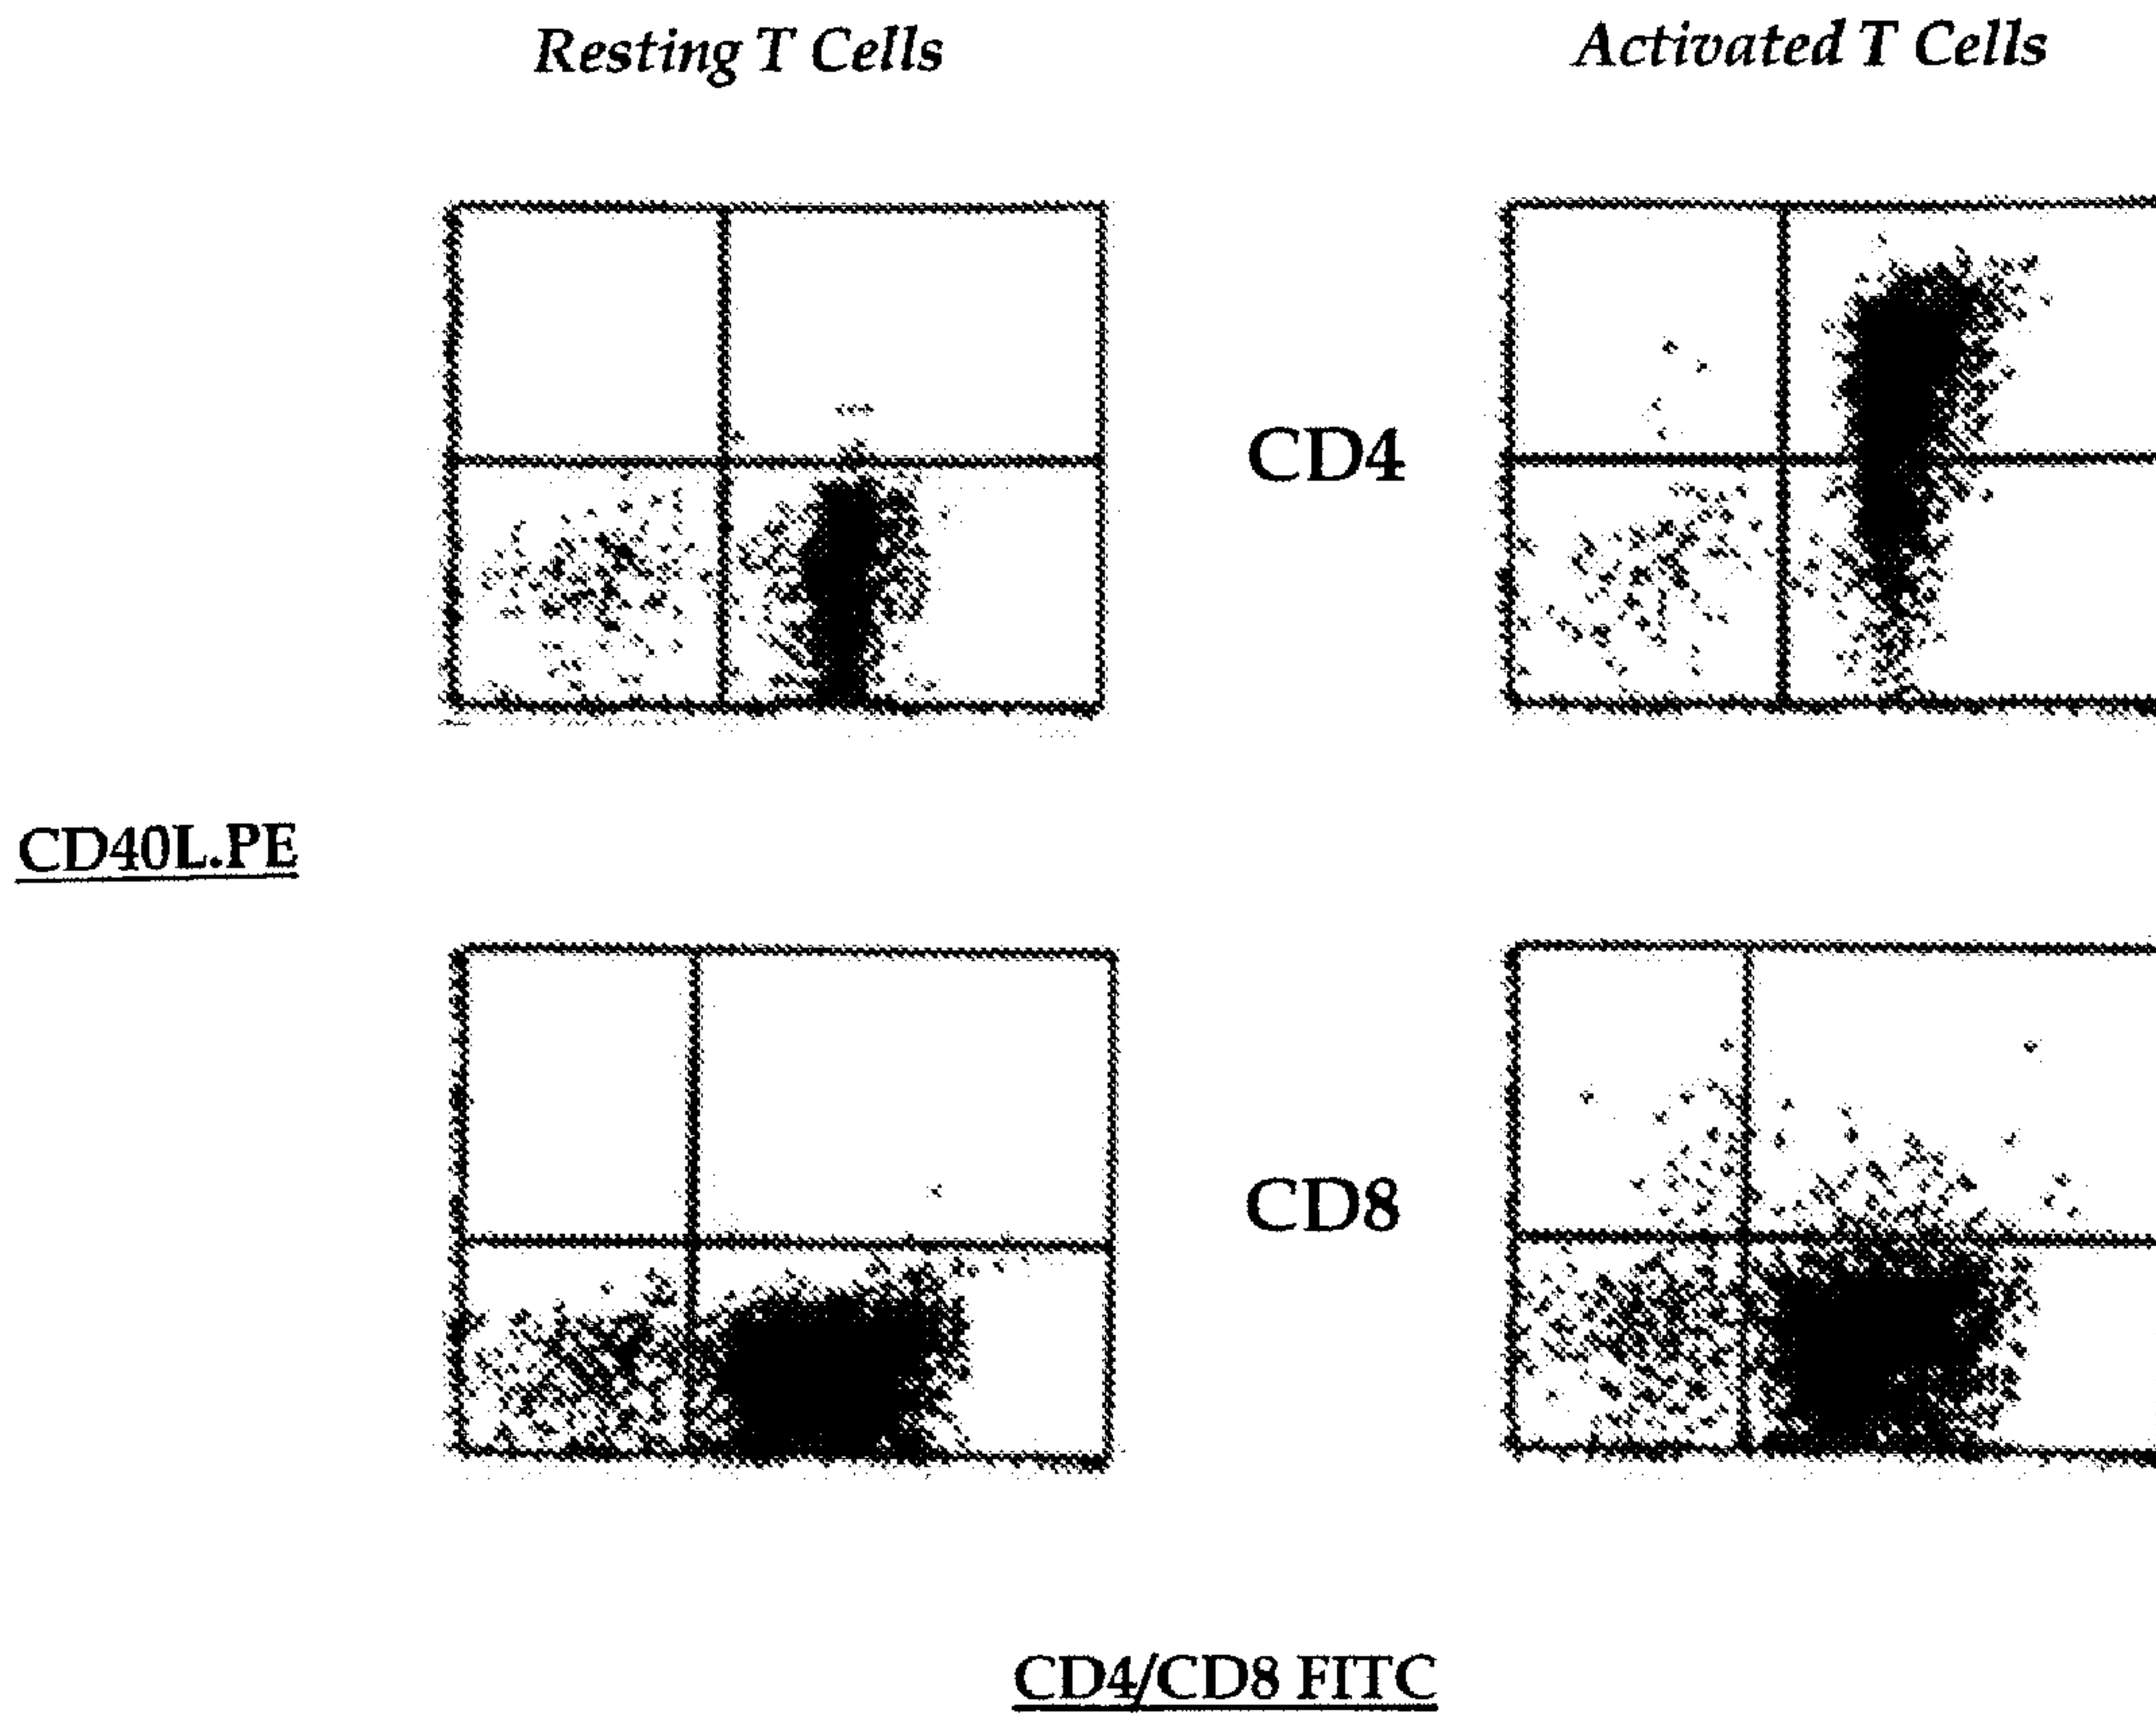 Resting T Cells
Activated T Cells
CD4
CD40L.PE
CD8
CD4/CD8 FITC